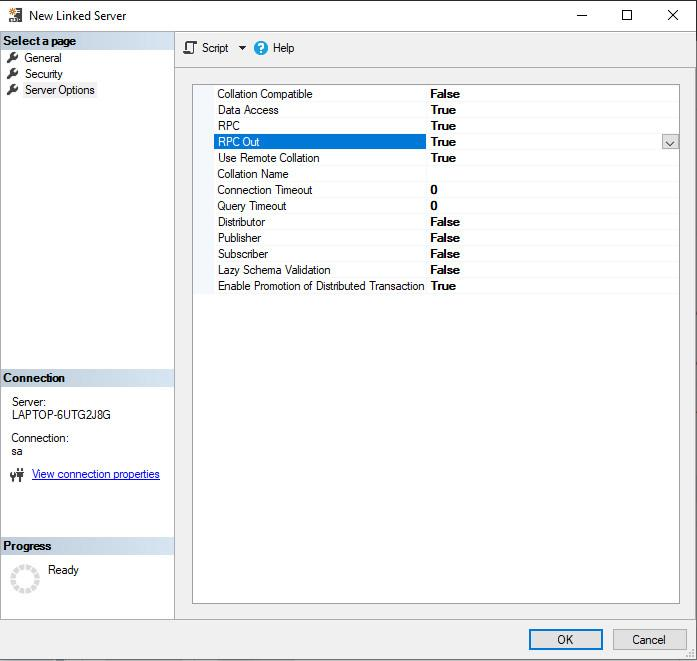 New Linked Server
Select a page
General
Security
Server Options
Script
Help
Collation Compatible False
Data Access True
RPC True
RPC Out True
Use Remote Collation True
Collation Name
Connection Timeout 0
Query Timeout 0
Distributor False
Publisher False
Subscriber False
Lazy Schema Validation False
Enable Promotion of Distributed Transaction True
Connection
Server:
LAPTOP-6UTG2J8G
Connection:
sa
View connection properties
Progress
Ready
OK
Cancel